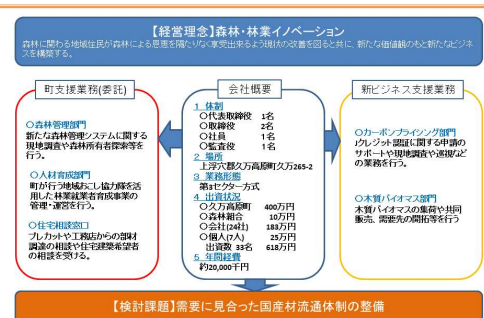 【経営理念】森林・林業イノベーション
森林に関わる地域住民が森林による恩恵を隔たりなく享受出来るよう現状の改善を図ると共に、新たな価値観のもと新たなビジネ
スを構築する。
町支援業務(委託)
〇森林管理部門
新たな森林管理システムに関する
現地調査や森林所有者探索等を
行う。
〇人材育成部門
町が行う地域おこし協力隊を活
用した林業就業者育成事業の
管理・運営を行う。
〇住宅相談窓口
プレカットや工務店からの部材
調達の相談や住宅建築希望者
の相談を受ける。
会社概要
1 体制
〇代表取締役 1名
〇取締役 2名
〇社員 1名
〇監査役 1名
2 場所
上浮穴郡久万高原町久万265-2
3 業務形態
第3セクター方式
4 出資状況
〇久万高原町 400万円
〇森林組合 10万円
〇会社(24社) 183万円
〇個人(7人) 25万円
出資数 33名 618万円
5 年間経費
約20,000千円
新ビジネス支援業務
〇カーボンプライシング部門
Jクレジット認証に関する申請の
サポートや現地調査や巡視などの
業務を行う。
〇木質バイオマス部門
木質バイオマスの集荷や共同
販売、需要先の開拓等を行う
【検討課題】需要に見合った国産材流通体制の整備